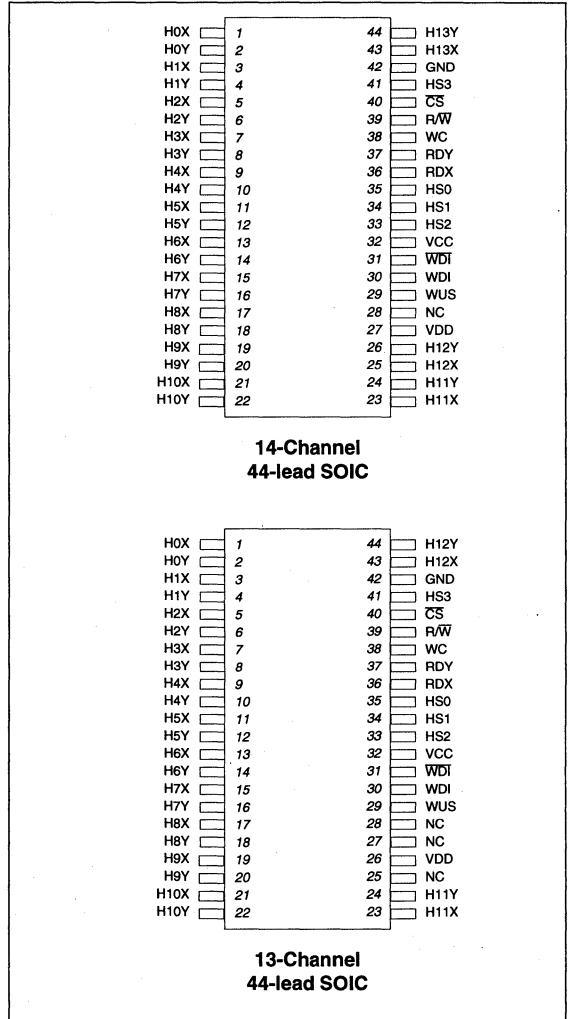 H0X 1 44 H13Y
H0Y 2 43 H13X
H1X 3 42 GND
H1Y 4 41 HS3
H2X 5 40 C̅S̅
H2Y 6 39 R/W̅
H3X 7 38 WC
H3Y 8 37 RDY
H4X 9 36 RDX
H4Y 10 35 HS0
H5X 11 34 HS1
H5Y 12 33 HS2
H6X 13 32 VCC
H6Y 14 31 W̅D̅I̅
H7X 15 30 WDI
H7Y 16 29 WUS
H8X 17 28 NC
H8Y 18 27 VDD
H9X 19 26 H12Y
H9Y 20 25 H12X
H10X 21 24 H11Y
H10Y 22 23 H11X
14-Channel
44-lead SOIC
H0X 1 44 H12Y
H0Y 2 43 H12X
H1X 3 42 GND
H1Y 4 41 HS3
H2X 5 40 C̅S̅
H2Y 6 39 R/W̅
H3X 7 38 WC
H3Y 8 37 RDY
H4X 9 36 RDX
H4Y 10 35 HS0
H5X 11 34 HS1
H5Y 12 33 HS2
H6X 13 32 VCC
H6Y 14 31 W̅D̅I̅
H7X 15 30 WDI
H7Y 16 29 WUS
H8X 17 28 NC
H8Y 18 27 NC
H9X 19 26 VDD
H9Y 20 25 NC
H10X 21 24 H11Y
H10Y 22 23 H11X
13-Channel
44-lead SOIC